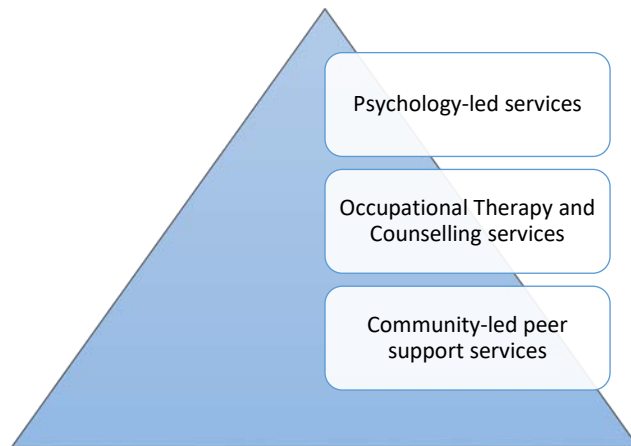 Psychology-led services
Occupational Therapy and
Counselling services
Community-led peer
support services